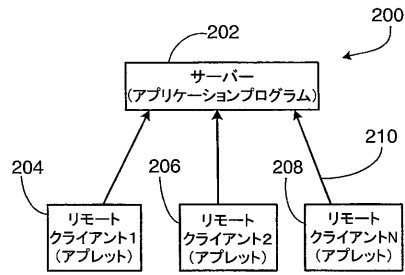 202
200
サーバー
(アプリケーションプログラム)
204
206
208
210
リモート
クライアント1
(アプレット)
リモート
クライアント2
(アプレット)
リモート
クライアントN
(アプレット)